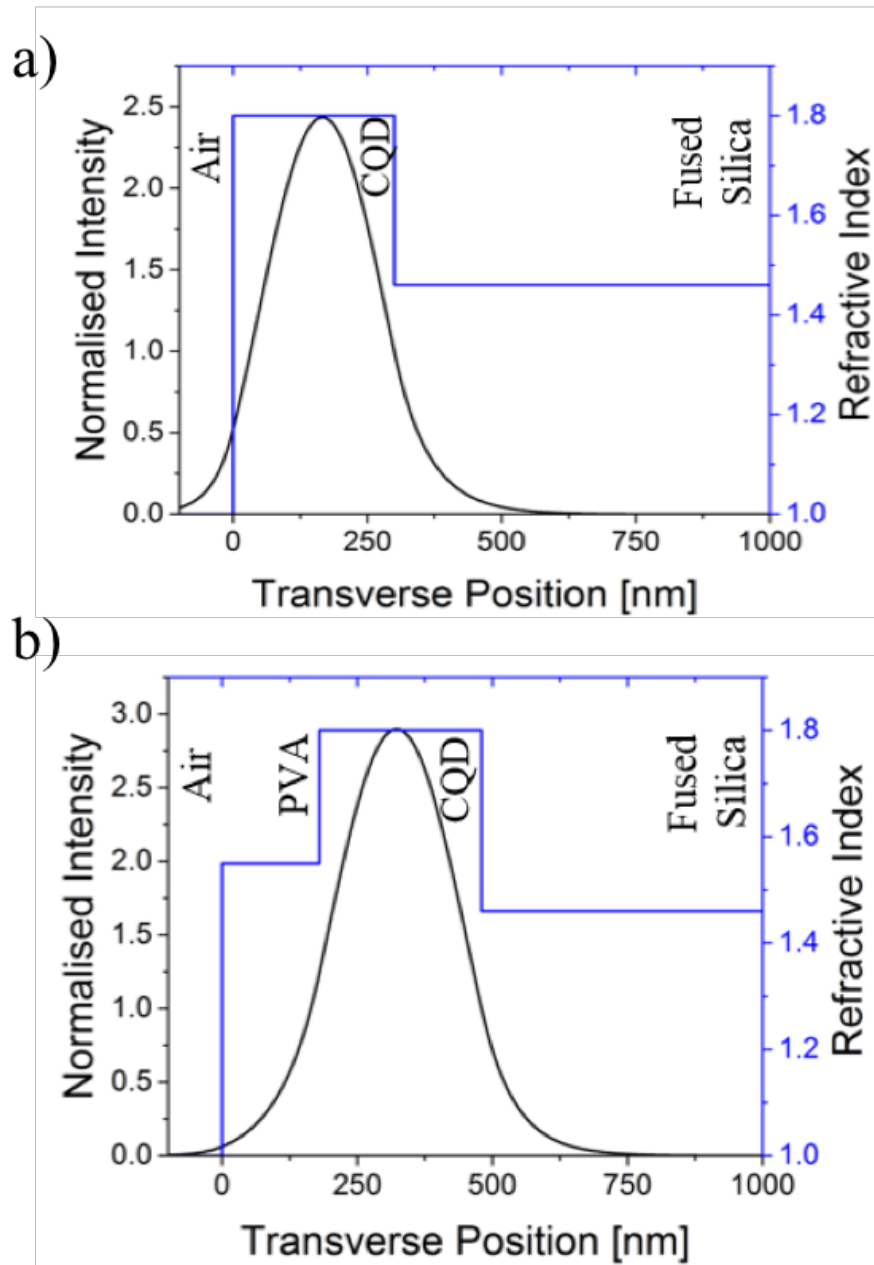 a)
Normalised Intensity
2.5
2.0
1.5
1.0
0.5
0.0
Air
CQD
Fused
Silica
1.8
1.6
1.4
1.2
1.0
Refractive Index
0
250
500
750
1000
Transverse Position [nm]
b)
Normalised Intensity
3.0
2.5
2.0
1.5
1.0
0.5
0.0
Air
PVA
CQD
Fused
Silica
1.8
1.6
1.4
1.2
1.0
Refractive Index
0
250
500
750
1000
Transverse Position [nm]